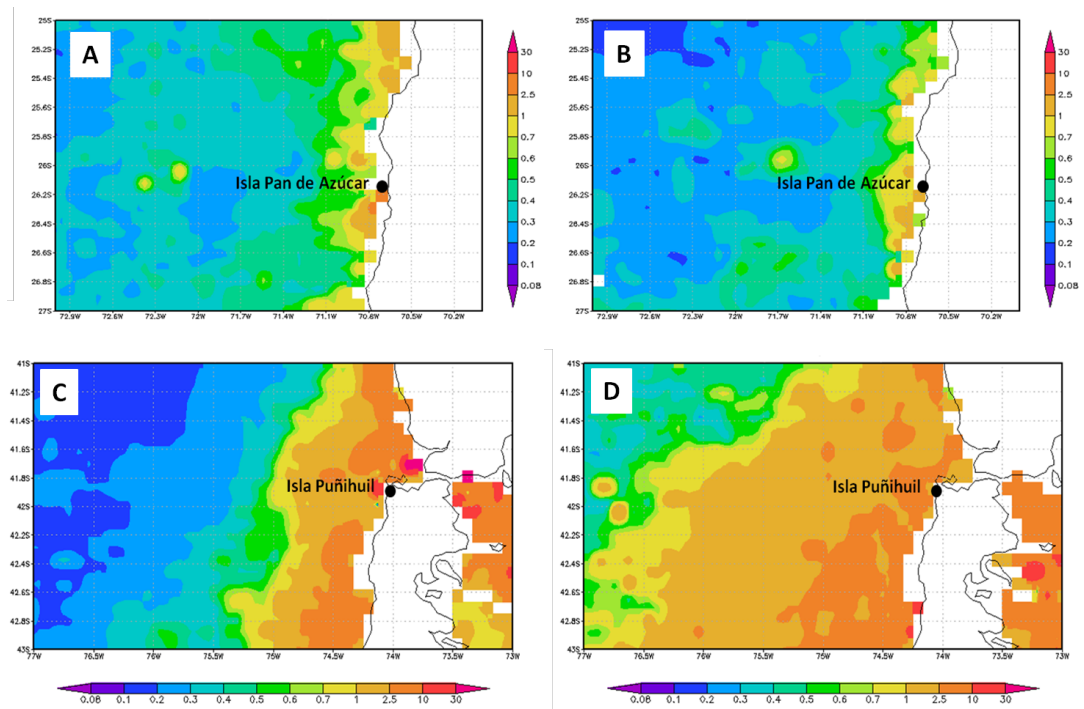 A
25S
25.2S
25.4S
25.6S
25.8S
26S
26.2S
26.4S
26.6S
26.8S
27S
72.9W 72.6W 72.3W 72W 71.7W 71.4W 71.1W 70.6W 70.5W 70.2W
Isla Pan de Azúcar
30
10
2.5
1
0.7
0.6
0.5
0.4
0.3
0.2
0.1
0.08
B
25S
25.2S
25.4S
25.6S
25.8S
26S
26.2S
26.4S
26.6S
26.8S
27S
72.9W 72.6W 72.3W 72W 71.7W 71.4W 71.1W 70.6W 70.5W 70.2W
Isla Pan de Azúcar
30
10
2.5
1
0.7
0.6
0.5
0.4
0.3
0.2
0.1
0.08
C
41S
41.2S
41.4S
41.6S
41.8S
42S
42.2S
42.4S
42.6S
42.8S
43S
77W 76.5W 76W 75.5W 75W 74.5W 74W 73.5W 73W
Isla Puñihuil
0.08 0.1 0.2 0.3 0.4 0.5 0.6 0.7 1 2.5 10 30
D
41S
41.2S
41.4S
41.6S
41.8S
42S
42.2S
42.4S
42.6S
42.8S
43S
77W 76.5W 76W 75.5W 75W 74.5W 74W 73.5W 73W
Isla Puñihuil
0.08 0.1 0.2 0.3 0.4 0.5 0.6 0.7 1 2.5 10 30